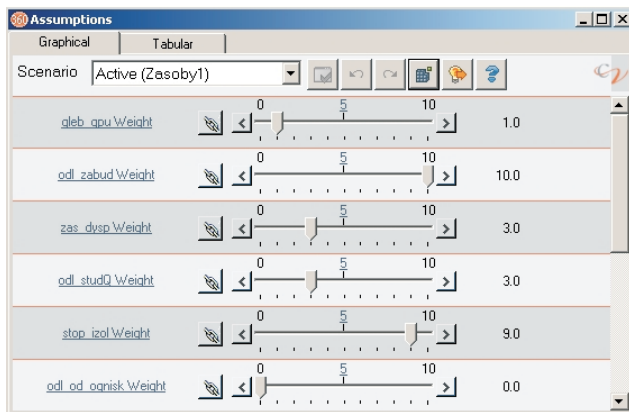 360 Assumptions
Graphical Tabular
Scenario Active (Zasoby1)
0 5 10
gleb_gpu Weight 1.0
0 5 10
odl_zabud Weight 10.0
0 5 10
zas_dysp Weight 3.0
0 5 10
odl_studQ Weight 3.0
0 5 10
stop_izol Weight 9.0
0 5 10
odl_od_ognisk Weight 0.0